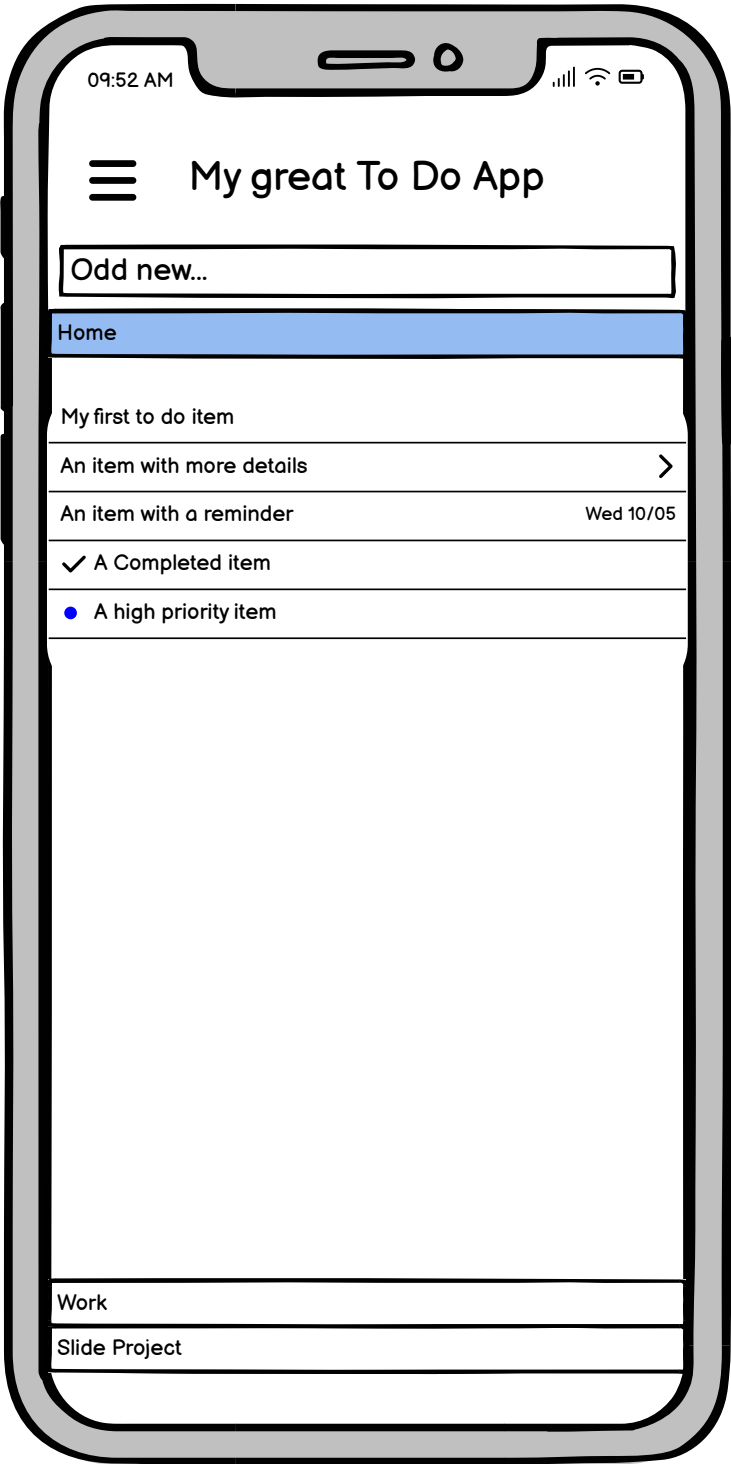 09:52 AM
My great To Do App
Odd new...
Home
My first to do item
An item with more details
An item with a reminder Wed 10/05
A Completed item
A high priority item
Work
Slide Project